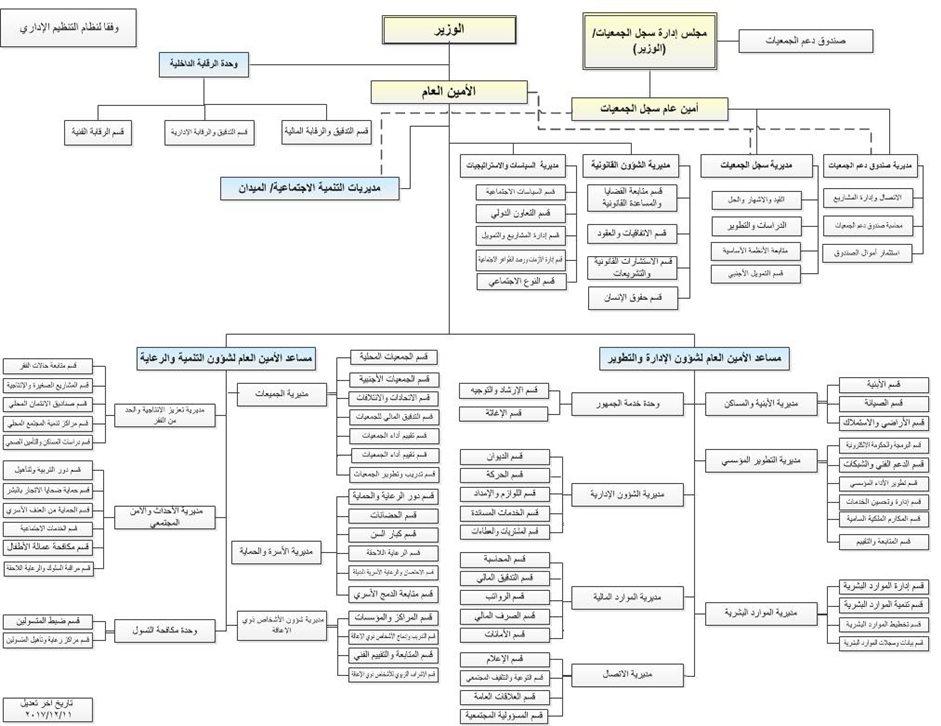 وفقا لنظام التنظيم الإداري
الوزير
مجلس إدارة سجل الجمعيات/
(الوزير)
صندوق دعم الجمعيات
وحدة الرقابة الداخلية
الأمين العام
أمين عام سجل الجمعيات
قسم التدقيق والرقابة المالية
قسم التدقيق والرقابة الادارية
قسم الرقابة الفنية
مديريات التنمية الاجتماعية/ الميدان
مديرية صندوق دعم الجمعيات
الاتصال وإدارة المشاريع
محاسبة صندوق دعم الجمعيات
استثمار أموال الصندوق
مديرية سجل الجمعيات
القيد والاشهار والحل
الدراسات والتطوير
متابعة الأنظمة الأساسية
قسم التمويل الأجنبي
مديرية الشؤون القانونية
قسم متابعة القضايا
والمساعدة القانونية
قسم الاتفاقيات والعقود
قسم الاستشارات القانونية
والتشريعات
قسم حقوق الإنسان
مديرية السياسات والاستراتيجيات
قسم السياسات الاجتماعية
قسم التعاون الدولي
قسم إدارة المشاريع والتمويل
قسم إدارة الأزمات ورصد الظواهر الاجتماعية
قسم النوع الاجتماعي
مساعد الأمين العام لشؤون الإدارة والتطوير
مديرية الأبنية والمساكن
قسم الأبنية
قسم الصيانة
قسم الأراضي والاستملاك
مديرية التطوير المؤسسي
قسم البرمجة والحكومة الالكترونية
قسم الدعم الفني والشبكات
قسم تطوير الأداء المؤسسي
قسم إدارة وتحسين الخدمات
قسم المكارم الملكية السامية
قسم المتابعة والتقييم
مديرية الموارد البشرية
قسم إدارة الموارد البشرية
قسم تنمية الموارد البشرية
قسم تخطيط الموارد البشرية
قسم بيانات وسجلات الموارد البشرية
وحدة خدمة الجمهور
قسم الإرشاد والتوجيه
قسم الإغاثة
مديرية الشؤون الإدارية
قسم الديوان
قسم الحركة
قسم اللوازم والإمداد
قسم الخدمات المساندة
قسم المشتريات والعطاءات
مديرية الموارد المالية
قسم المحاسبة
قسم التدقيق المالي
قسم الرواتب
قسم الصرف المالي
قسم الأمانات
مديرية الاتصال
قسم الإعلام
قسم التوعية والتثقيف المجتمعي
قسم العلاقات العامة
قسم المسؤولية المجتمعية
مساعد الأمين العام لشؤون التنمية والرعاية
مديرية الجميعات
قسم الجمعيات المحلية
قسم الجمعيات الأجنبية
قسم الاتحادات والائتلافات
قسم التدقيق المالي للجمعيات
قسم تقييم أداء الجمعيات
قسم تقييم أداء الجمعيات
قسم تدريب وتطوير الجمعيات
مديرية الأسرة والحماية
قسم دور الرعاية والحماية
قسم الحضانات
قسم كبار السن
قسم الرعاية اللاحقة
قسم الاحتضان والرعاية الأسرية البديلة
قسم متابعة الدمج الأسري
مديرية شؤون الأشخاص ذوي
الإعاقة
قسم المراكز والمؤسسات
قسم التدريب وإدماج الاشخاص ذوي الإعاقة
قسم المتابعة والتقييم الفني
قسم الإشراف التربوي للأشخاص ذوي الإعاقة
مديرية تعزيز الإنتاجية والحد
من الفقر
قسم متابعة حالات الفقر
قسم المشاريع الصغيرة والإنتاجية
قسم صناديق الائتمان المحلي
قسم مراكز تنمية المجتمع المحلي
قسم دراسات المساكن والتأمين الصحي
مديرية الأحداث والأمن
المجتمعي
قسم دور التربية وللتأهيل
قسم حماية ضحايا الاتجار بالبشر
قسم الحماية من العنف الأسري
قسم الخدمات الاجتماعية
قسم مكافحة عمالة الأطفال
قسم مراقبة السلوك والرعاية اللاحقة
وحدة مكافحة التسول
قسم ضبط المتسولين
قسم مراكز رعاية وتأهيل المتسولين
تاريخ اخر تعديل
٢٠١٧/١٢/١١